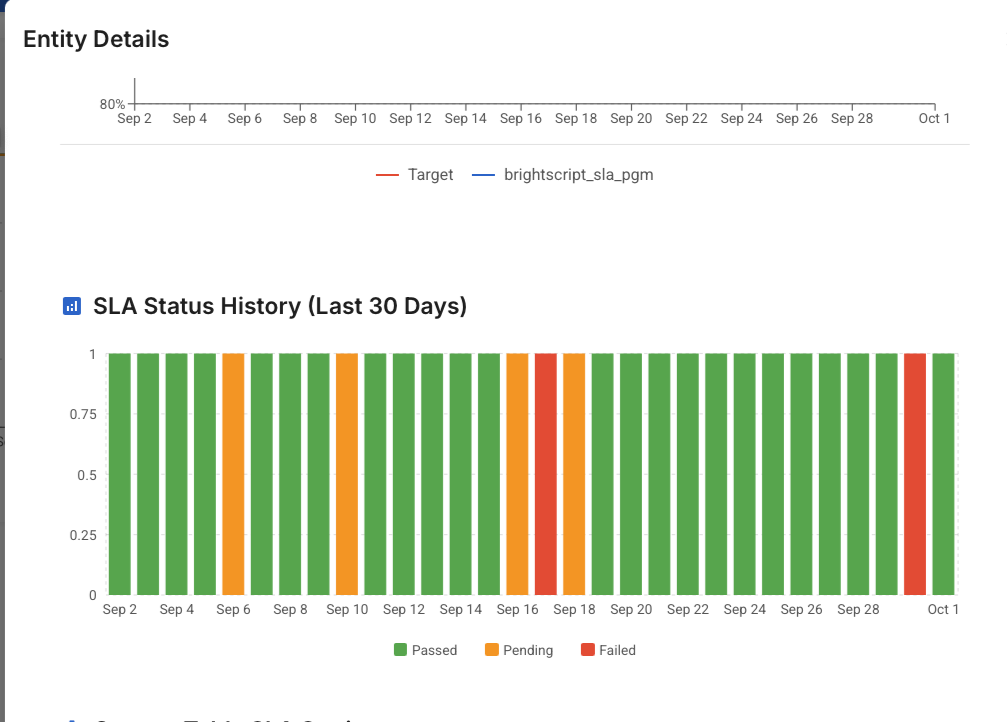 Entity Details
80%
Sep 2 Sep 4 Sep 6 Sep 8 Sep 10 Sep 12 Sep 14 Sep 16 Sep 18 Sep 20 Sep 22 Sep 24 Sep 26 Sep 28 Oct 1
Target brightscript_sla_pgm
SLA Status History (Last 30 Days)
1
0.75
0.5
0.25
0
Sep 2 Sep 4 Sep 6 Sep 8 Sep 10 Sep 12 Sep 14 Sep 16 Sep 18 Sep 20 Sep 22 Sep 24 Sep 26 Sep 28 Oct 1
Passed Pending Failed